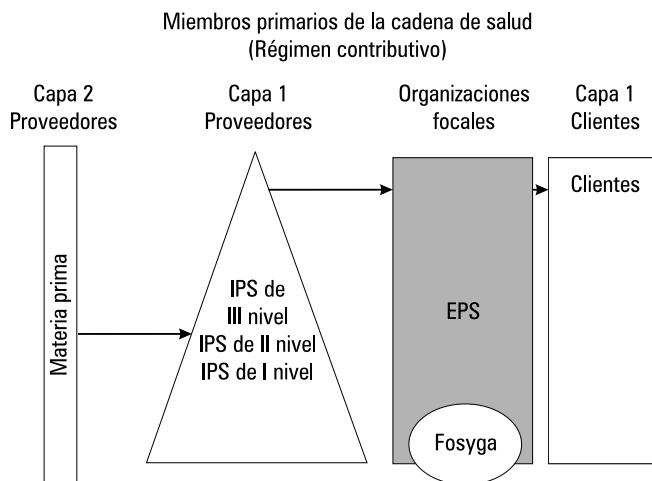 Miembros primarios de la cadena de salud
(Régimen contributivo)
Capa 2
Proveedores
Capa 1
Proveedores
Organizaciones
focales
Capa 1
Clientes
Materia prima
IPS de
III nivel
IPS de II nivel
IPS de I nivel
EPS
Fosyga
Clientes